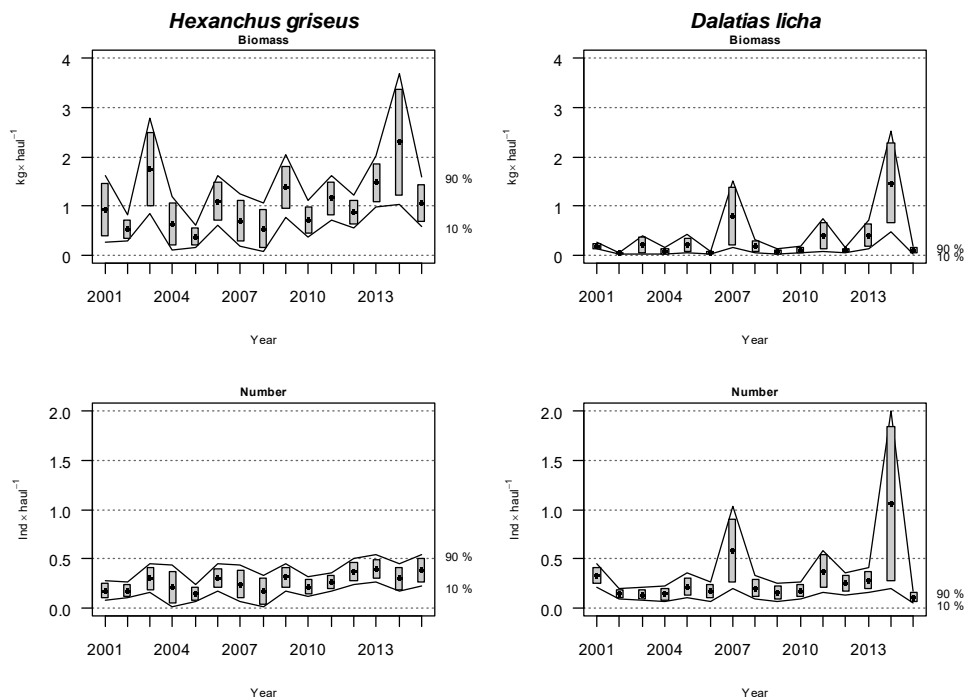 Hexanchus griseus
Biomass
4
3
2
1
0
kg× haul⁻¹
90 %
10 %
2001 2004 2007 2010 2013
Year
Dalatias licha
Biomass
4
3
2
1
0
kg× haul⁻¹
90 %
10 %
2001 2004 2007 2010 2013
Year
Number
2.0
1.5
1.0
0.5
0.0
Ind× haul⁻¹
90 %
10 %
2001 2004 2007 2010 2013
Year
Number
2.0
1.5
1.0
0.5
0.0
Ind× haul⁻¹
90 %
10 %
2001 2004 2007 2010 2013
Year